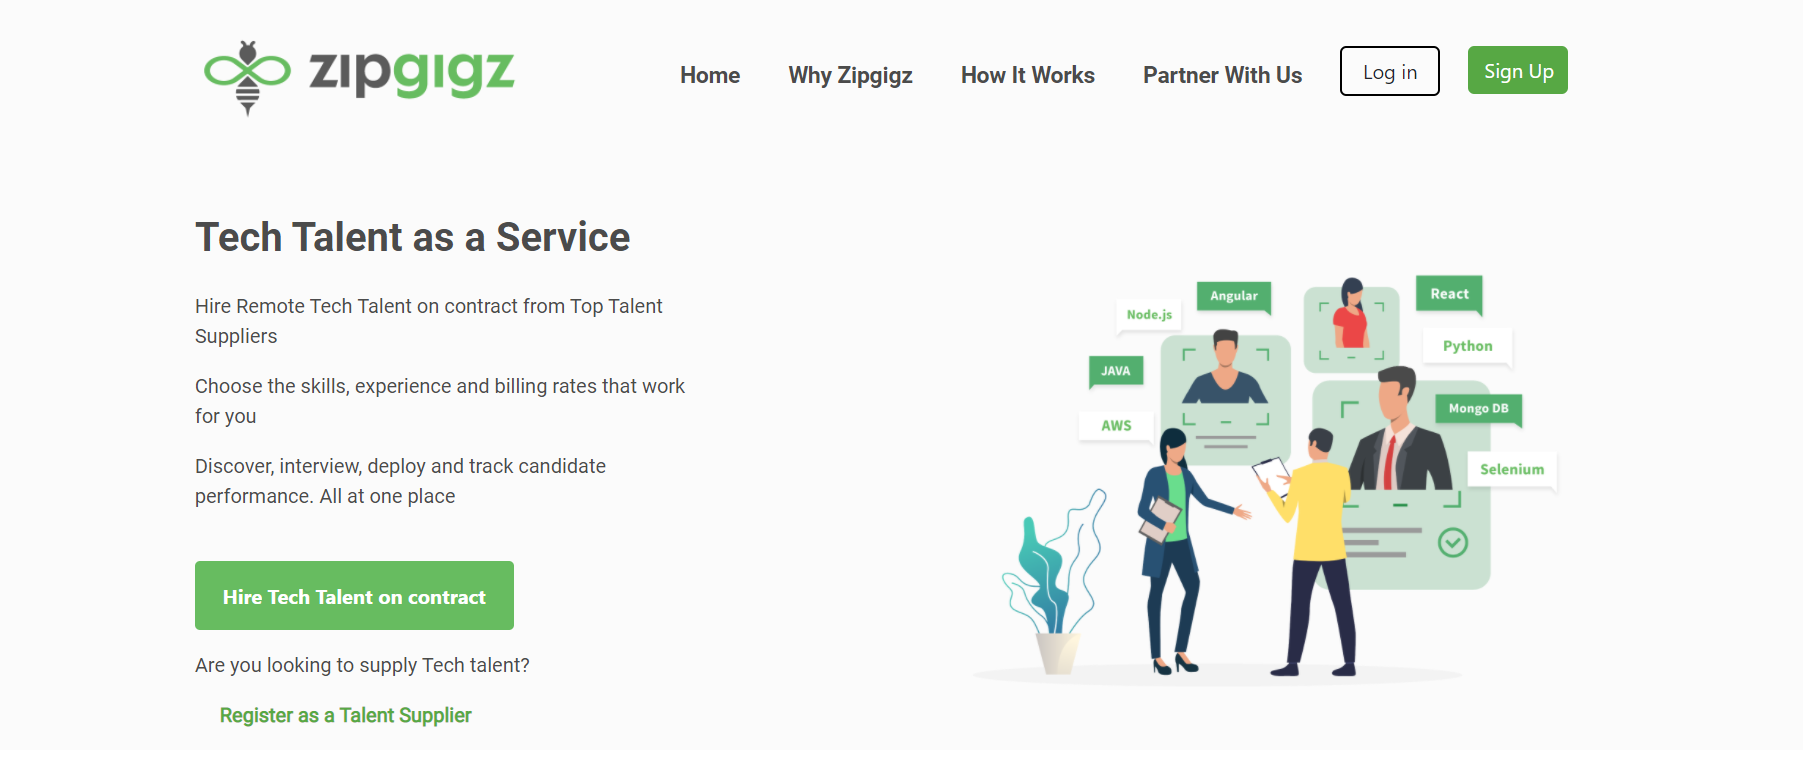 zipgigz
Home
Why Zipgigz
How It Works
Partner With Us
Log in
Sign Up
Tech Talent as a Service
Hire Remote Tech Talent on contract from Top Talent
Suppliers
Choose the skills, experience and billing rates that work
for you
Discover, interview, deploy and track candidate
performance. All at one place
Hire Tech Talent on contract
Are you looking to supply Tech talent?
Register as a Talent Supplier
Angular
React
Node.js
Python
JAVA
Mongo DB
AWS
Selenium